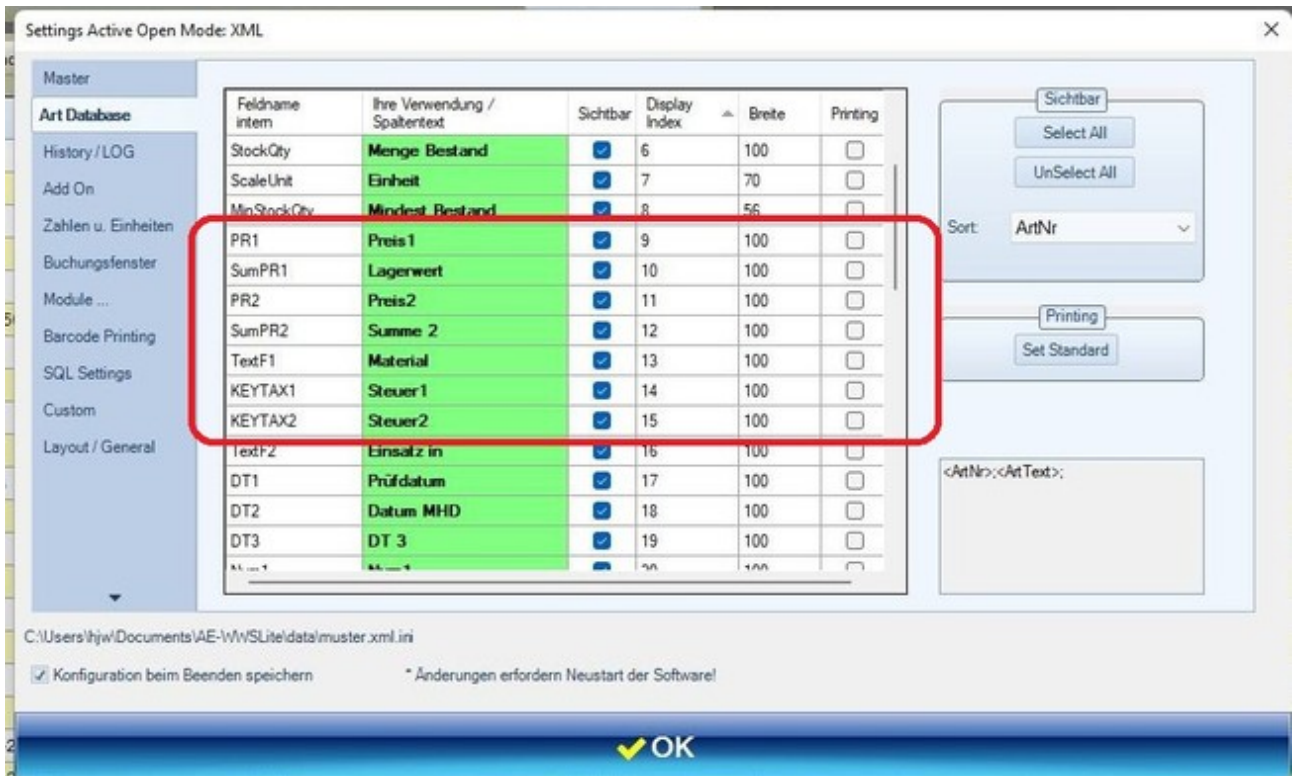 Settings Active Open Mode: XML
Master
Art Database
History / LOG
Add On
Zahlen u. Einheiten
Buchungsfenster
Module ...
Barcode Printing
SQL Settings
Custom
Layout / General
Feldname intern Ihre Verwendung / Spaltentext Sichtbar Display Index Breite Printing
StockQty Menge Bestand 6 100
ScaleUnit Einheit 7 70
MinStockQty Mindest Bestand 8 56
PR1 Preis1 9 100
SumPR1 Lagerwert 10 100
PR2 Preis2 11 100
SumPR2 Summe 2 12 100
TextF1 Material 13 100
KEYTAX1 Steuer1 14 100
KEYTAX2 Steuer2 15 100
TextF2 Einsatz in 16 100
DT1 Prüfdatum 17 100
DT2 Datum MHD 18 100
DT3 DT 3 19 100
Num1 Num1 20 100
Sichtbar
Select All
UnSelect All
Sort: ArtNr
Printing
Set Standard
<ArtNr>;<ArtText>;
C:\Users\hjw\Documents\AE-WWSLite\data\muster.xml.ini
Konfiguration beim Beenden speichern
* Änderungen erfordern Neustart der Software!
OK